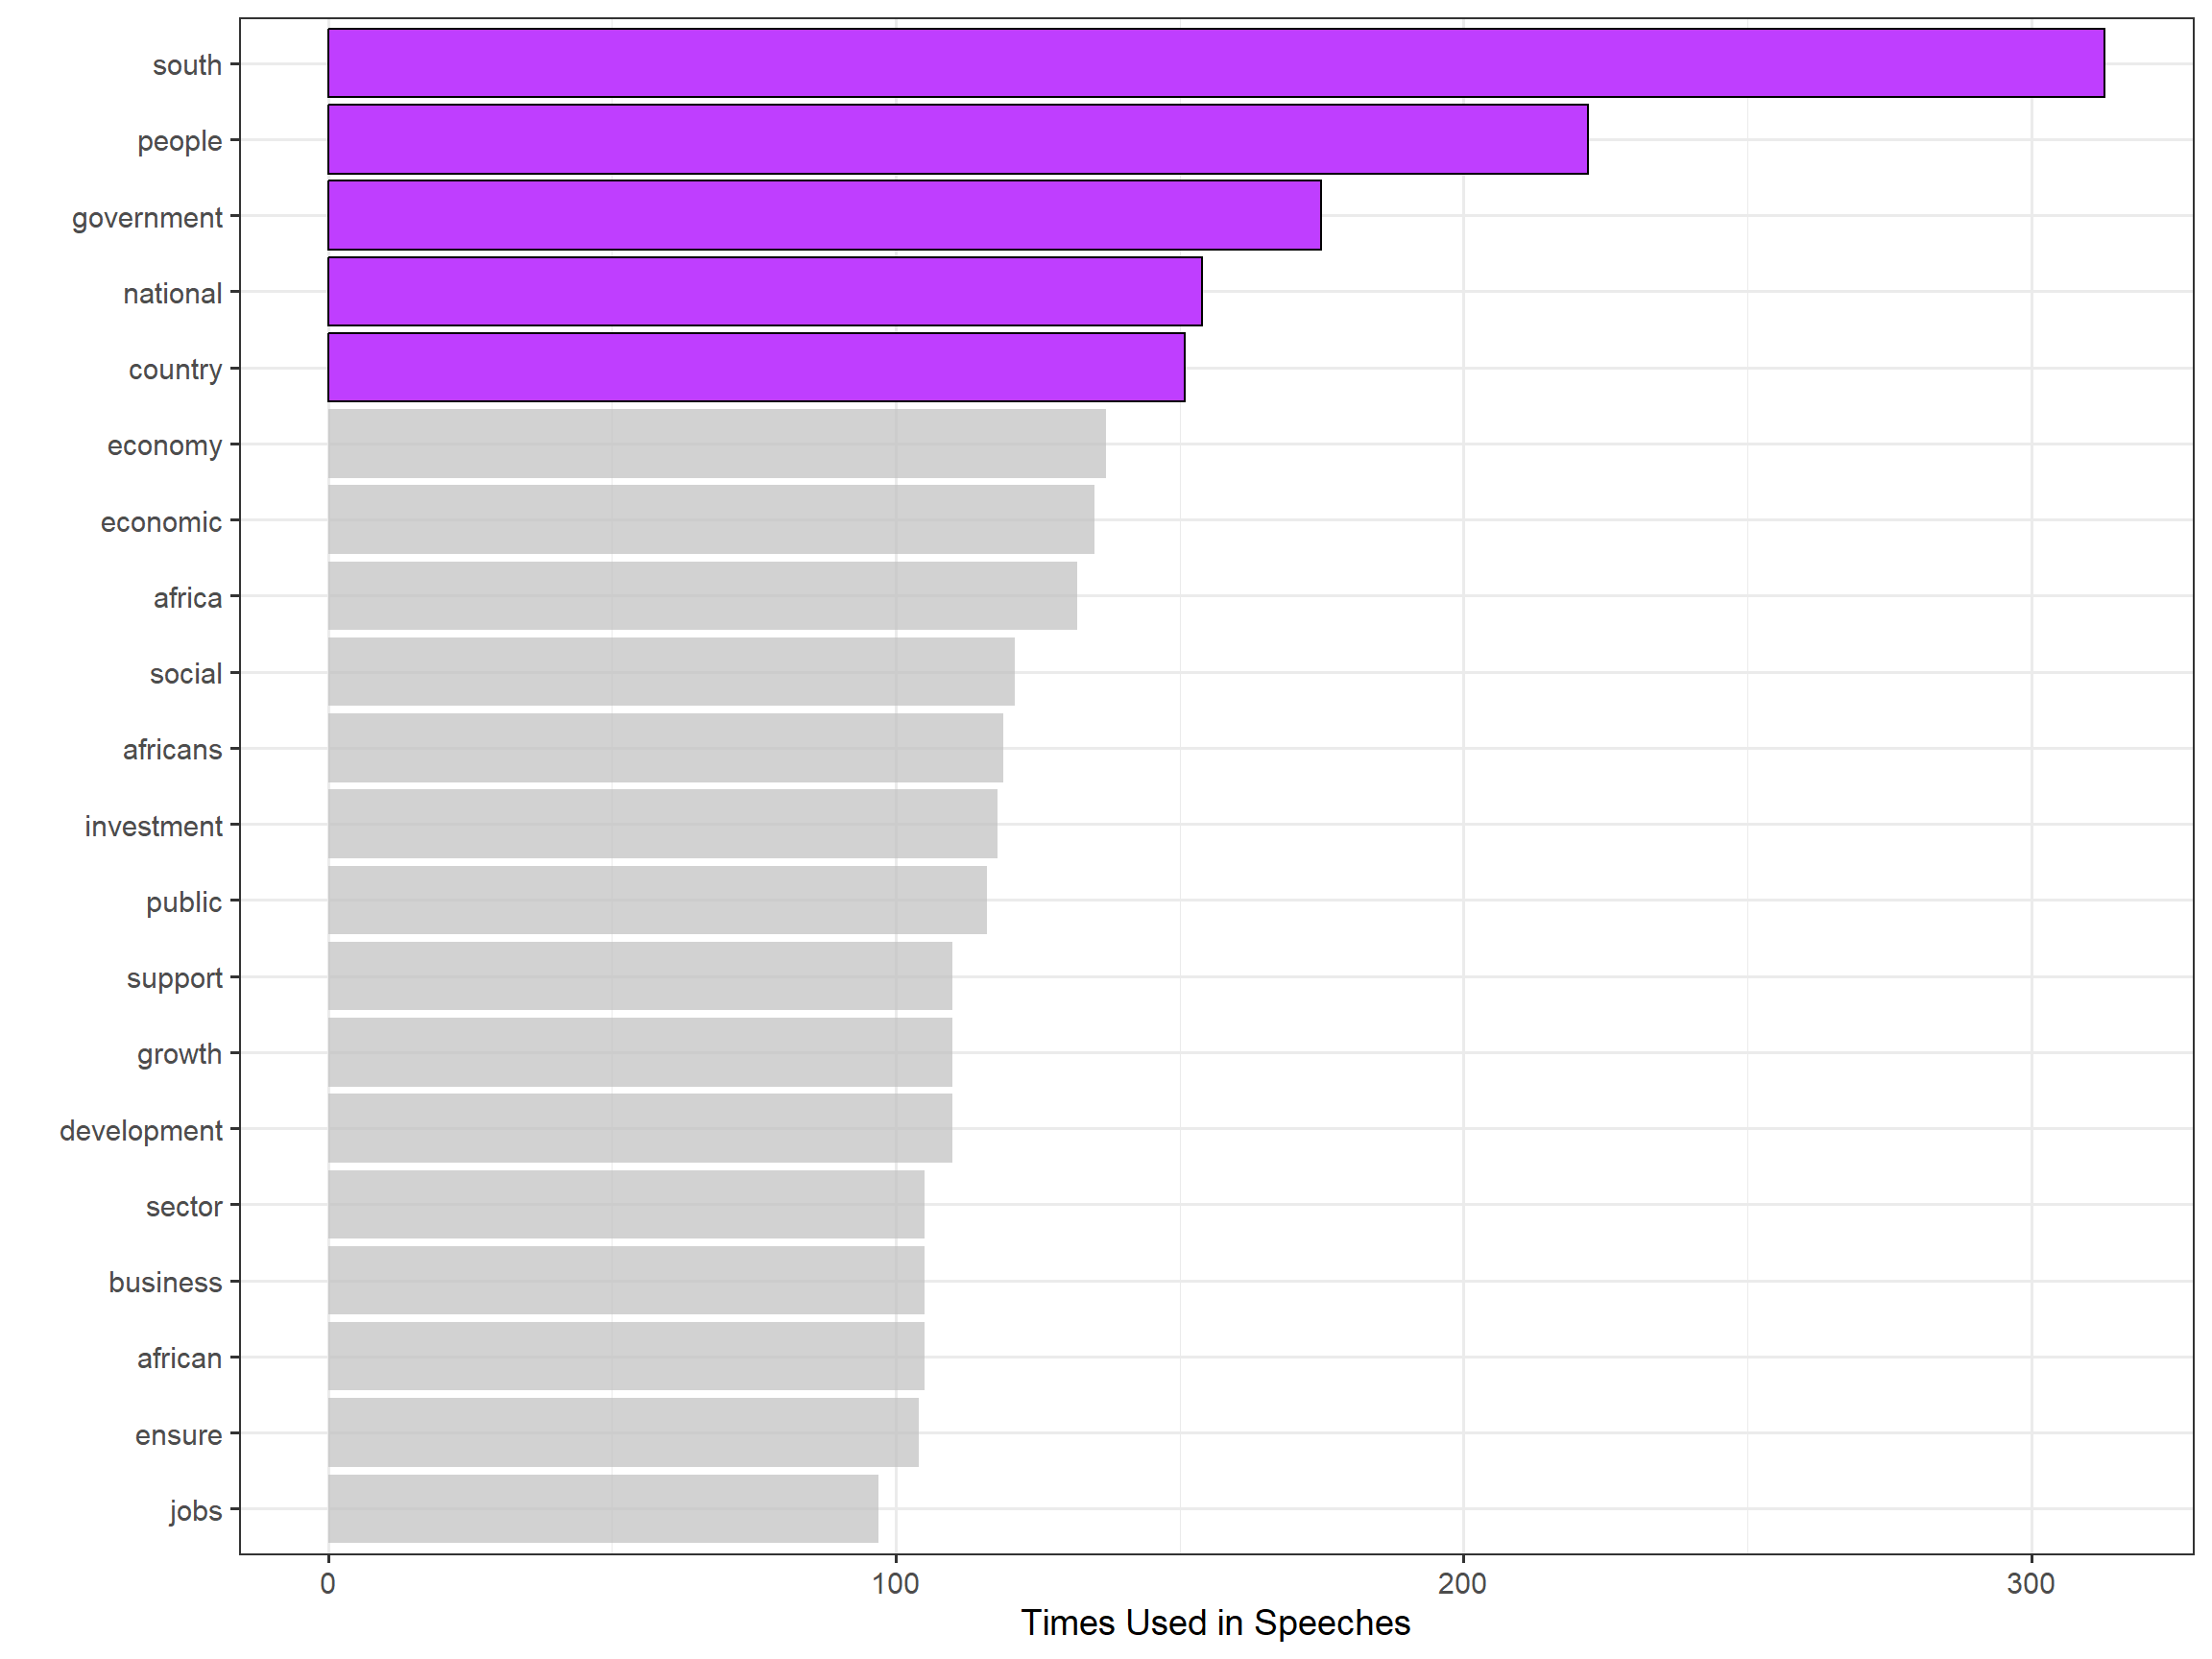 south
people
government
national
country
economy
economic
africa
social
africans
investment
public
support
growth
development
sector
business
african
ensure
jobs
0 100 200 300
Times Used in Speeches